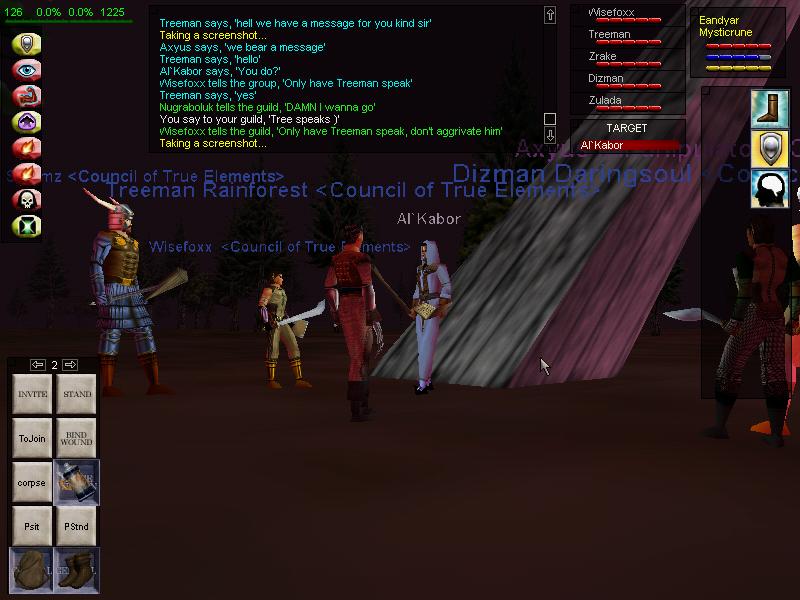 126 0.0% 0.0% 1225
Treeman says, 'hell we have a message for you kind sir'
Taking a screenshot...
Axyus says, 'we bear a message'
Treeman says, 'hello'
Al`Kabor says, 'You do?'
Wisefoxx tells the group, 'Only have Treeman speak'
Treeman says, 'yes'
Nugraboluk tells the guild, 'DAMN I wanna go'
You say to your guild, 'Tree speaks )'
Wisefoxx tells the guild, 'Only have Treeman speak, don't aggrivate him'
Taking a screenshot...
Wisefoxx
Treeman
Zrake
Dizman
Zulada
TARGET
Al`Kabor
Eandyar
Mysticrune
<Council of True Elements>
Treeman Rainforest <Council of True Elements>
Dizman Daringsoul
Al`Kabor
Wisefoxx <Council of True Elements>
2
INVITE
STAND
ToJoin
BIND WOUND
corpse
Psit
PStnd